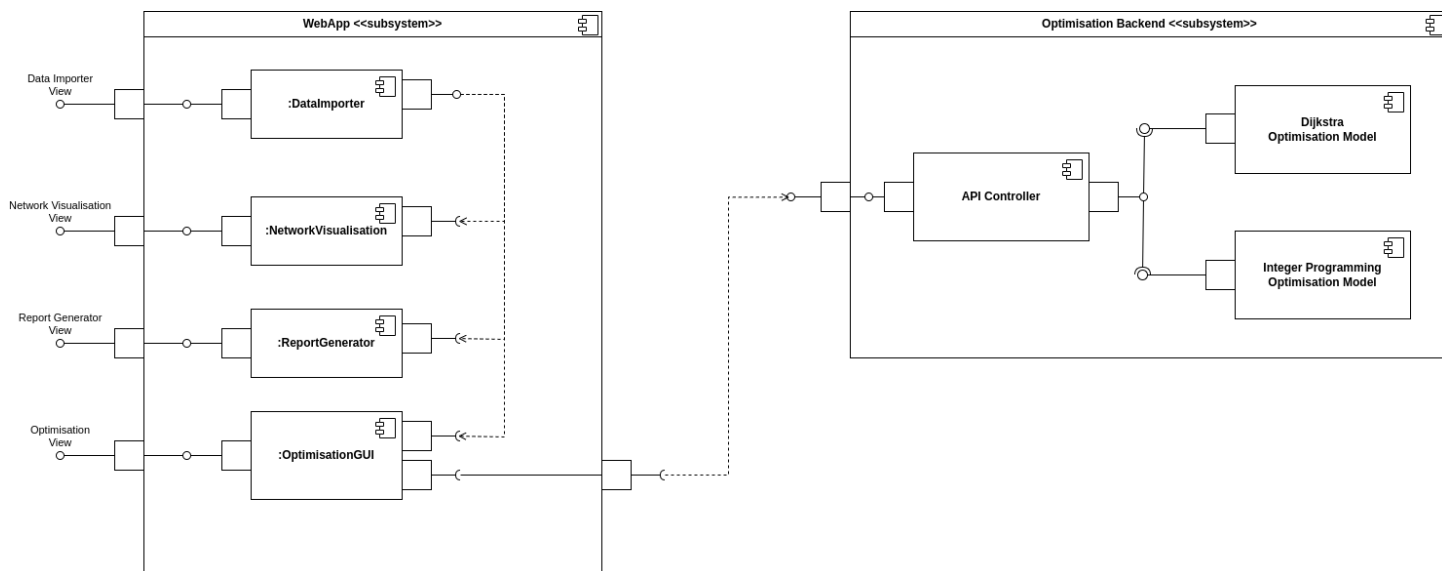 WebApp <<subsystem>>
Data Importer
View
:DataImporter
Network Visualisation
View
:NetworkVisualisation
Report Generator
View
:ReportGenerator
Optimisation
View
:OptimisationGUI
Optimisation Backend <<subsystem>>
API Controller
Dijkstra
Optimisation Model
Integer Programming
Optimisation Model